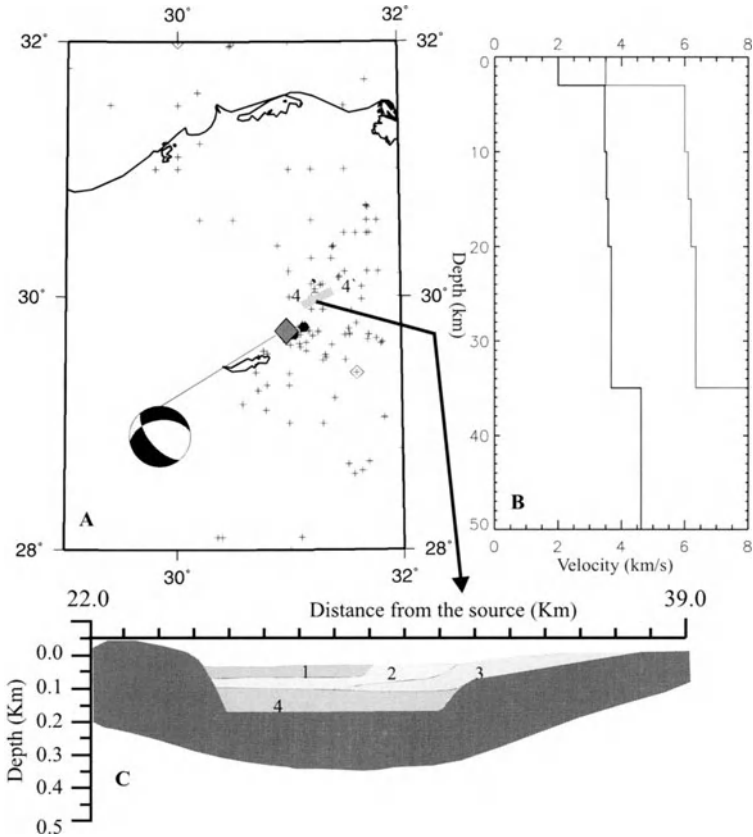 30˚ 32˚
32˚ 32˚
4 4
30˚ 30˚
A
28˚ 28˚
30˚ 32˚
0 2 4 6 8
0
10
20
30
40
50
Depth (km)
B
0 2 4 6 8
Velocity (km/s)
22.0 Distance from the source (Km) 39.0
0.0
0.1
0.2
0.3
0.4
0.5
Depth (Km)
1 2 3
4
C